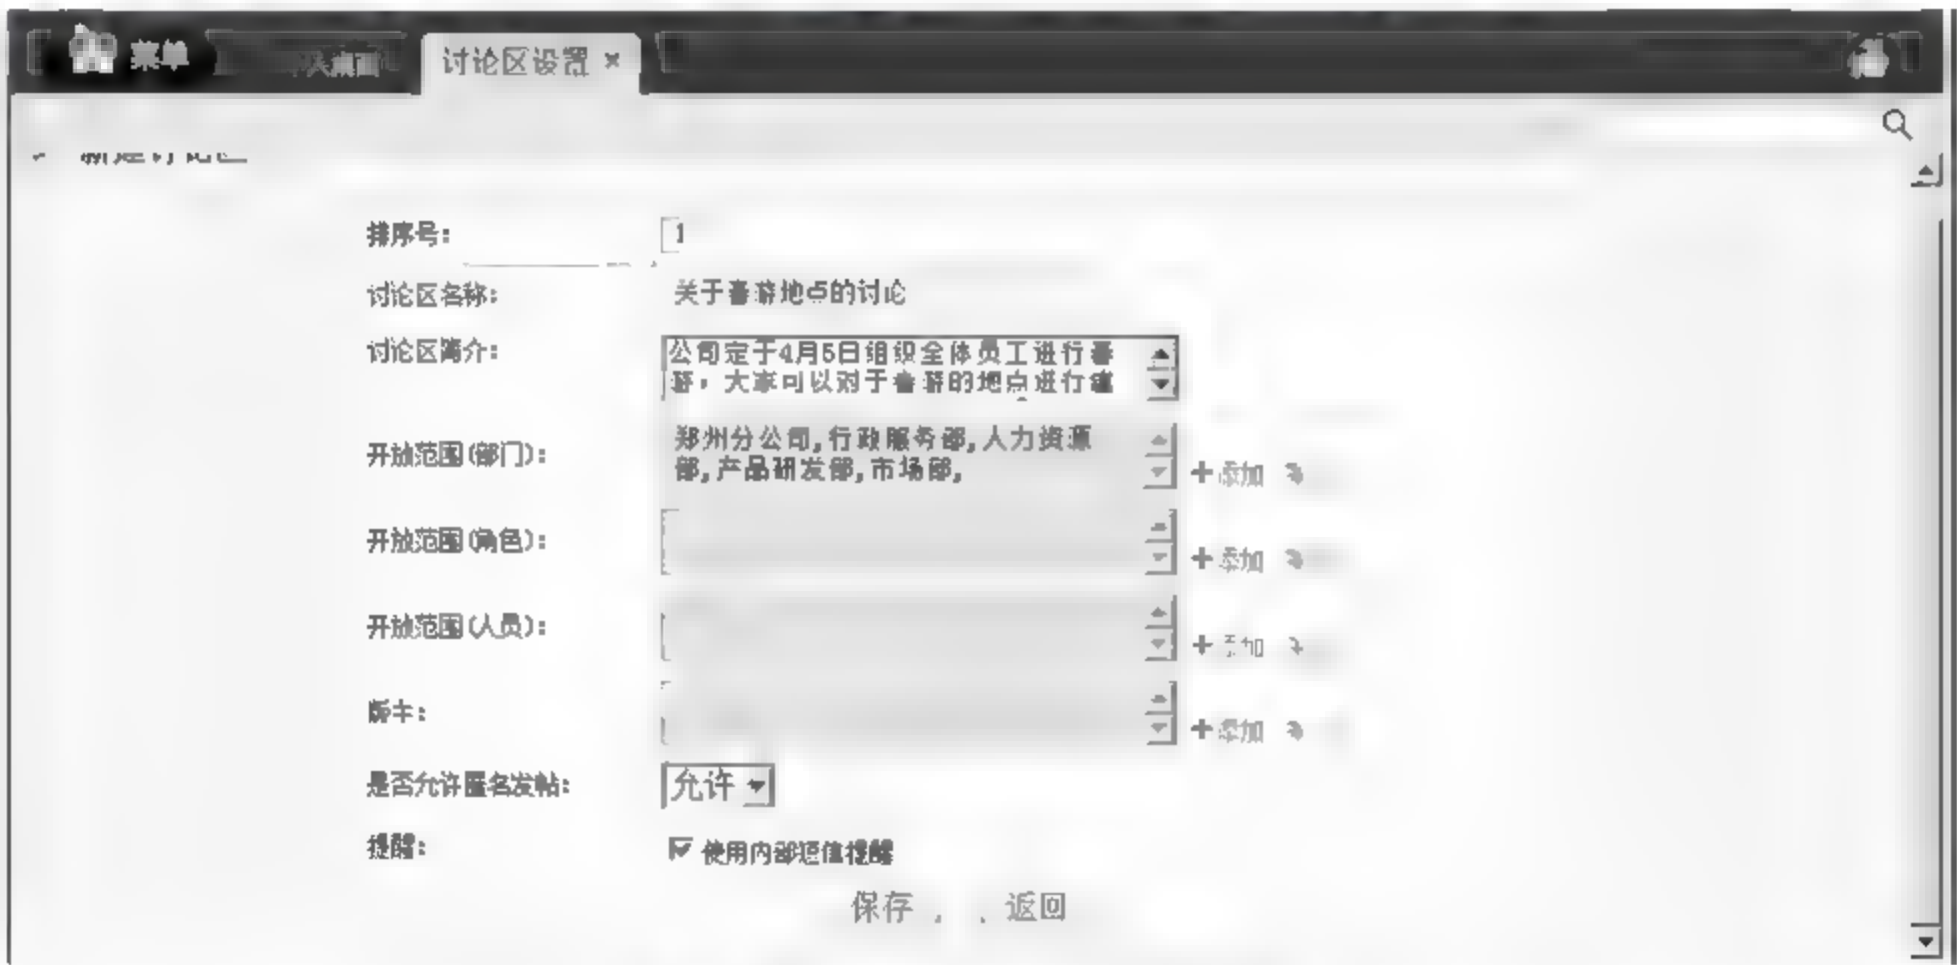 菜单
讨论区设置 ×
新建讨论区
排序号: 1
讨论区名称: 关于春游地点的讨论
讨论区简介: 公司定于4月5日组织全体员工进行春
游,大家可以对于春游的地点进行
开放范围(部门): 郑州分公司,行政服务部,人力资源
部,产品研发部,市场部, 添加
开放范围(角色): 添加
开放范围(人员): 添加
版主: 添加
是否允许匿名发帖: 允许
提醒: 使用内部短信提醒
保存 返回